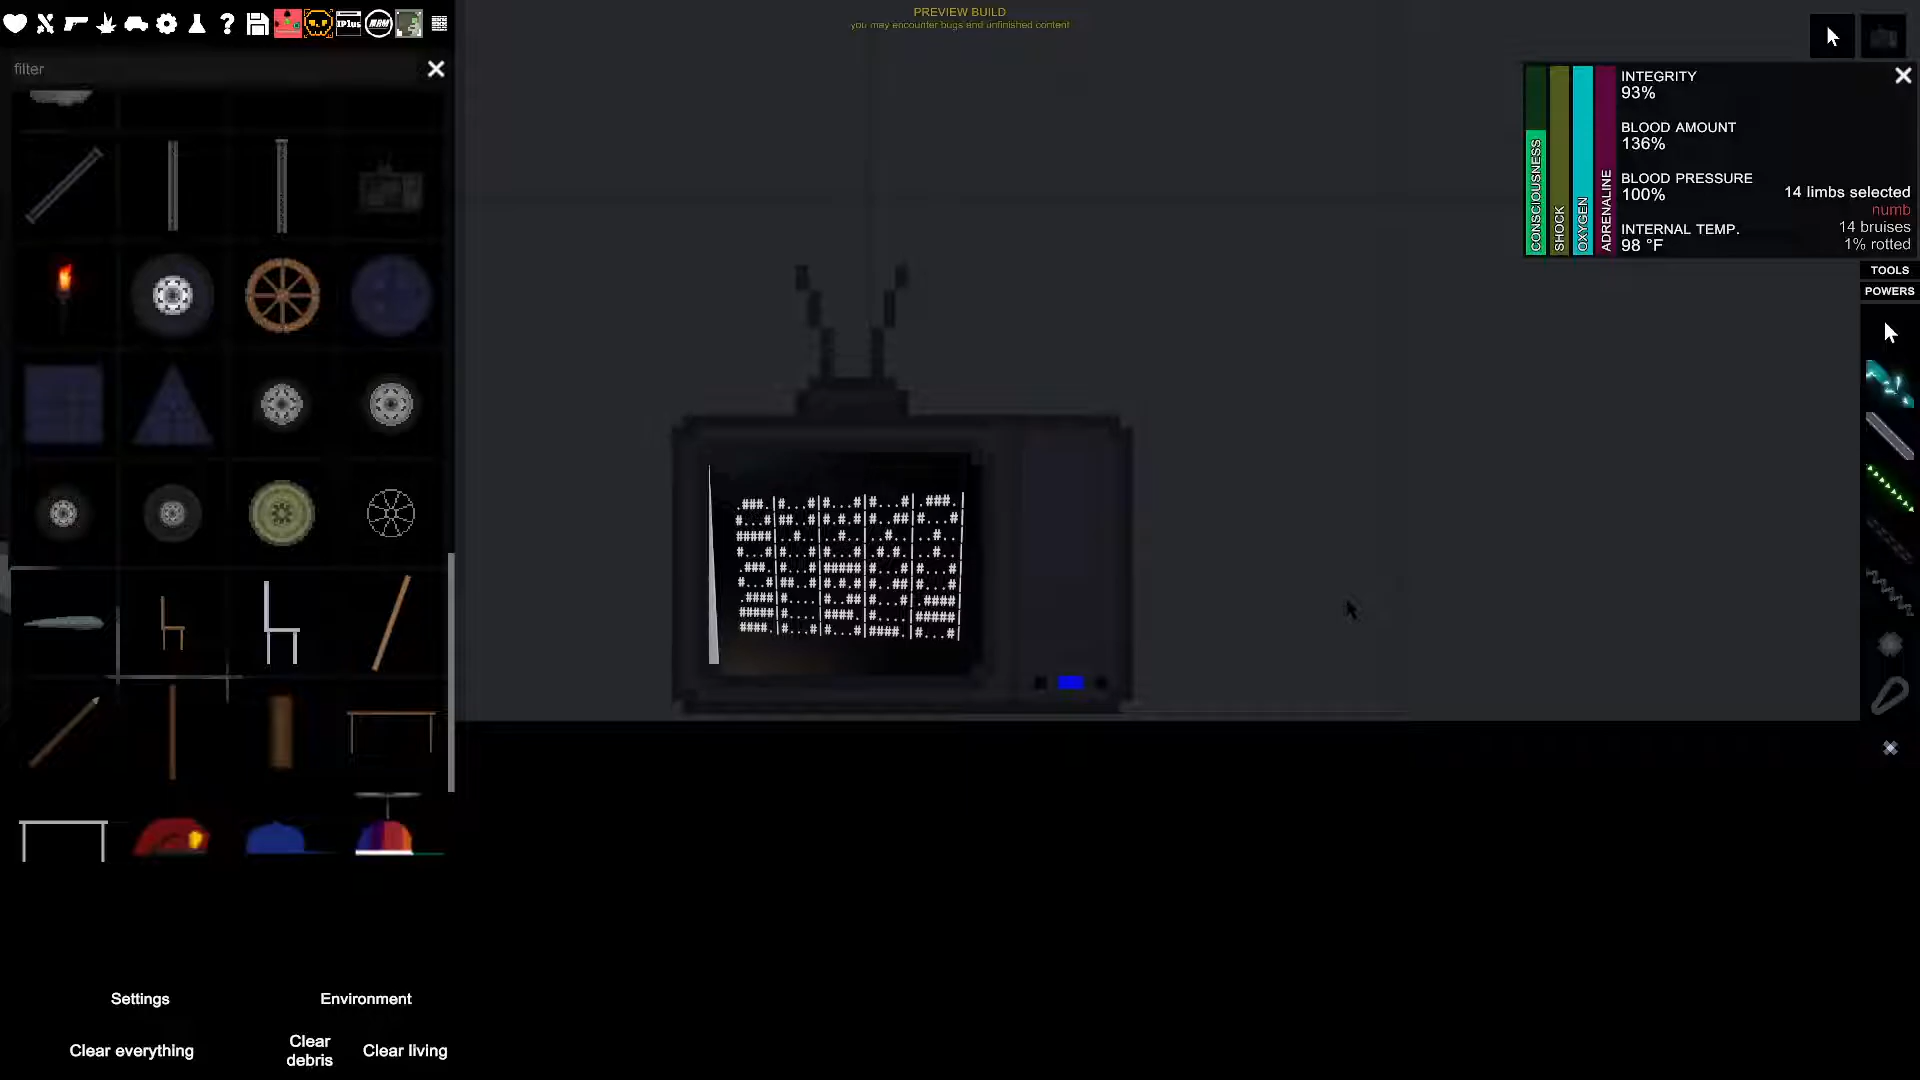 PREVIEW BUILD
you may encounter bugs and unfinished content
IPlus
filter
INTEGRITY
93%
BLOOD AMOUNT
136%
BLOOD PRESSURE
100%
INTERNAL TEMP.
98 °F
CONSCIOUSNESS
SHOCK
OXYGEN
ADRENALINE
14 limbs selected
numb
14 bruises
1% rotted
TOOLS
POWERS
.###.|#...#|#...#|#...#|.###.|
#...#|##..#|#.#.#|#..##|#...#|
#####|..#..|..#..|..#..|..#..|
#...#|#...#|#...#|.#.#.|..#..|
.###.|#...#|#####|#...#|#...#|
#...#|##..#|#.#.#|#..##|#...#|
.####|#....|#..##|#...#|.####|
#####|#....|####.|#....|#####|
####.|#...#|#...#|####.|#...#|
Settings
Environment
Clear everything
Clear debris
Clear living